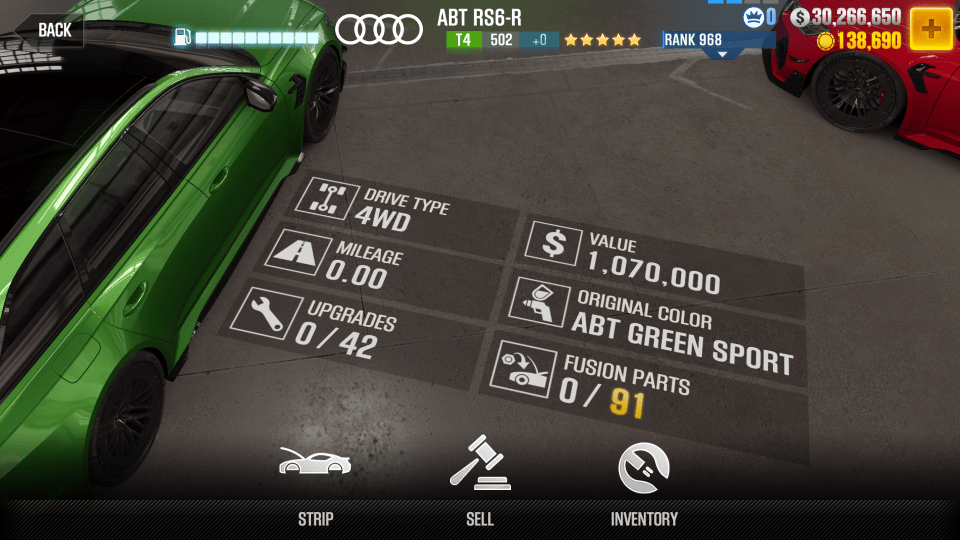 BACK
ABT RS6-R
T4 502 +0
RANK 968
0
30,266,650
138,690
DRIVE TYPE
4WD
MILEAGE
0.00
UPGRADES
0/42
VALUE
1,070,000
ORIGINAL COLOR
ABT GREEN SPORT
FUSION PARTS
0/91
STRIP
SELL
INVENTORY